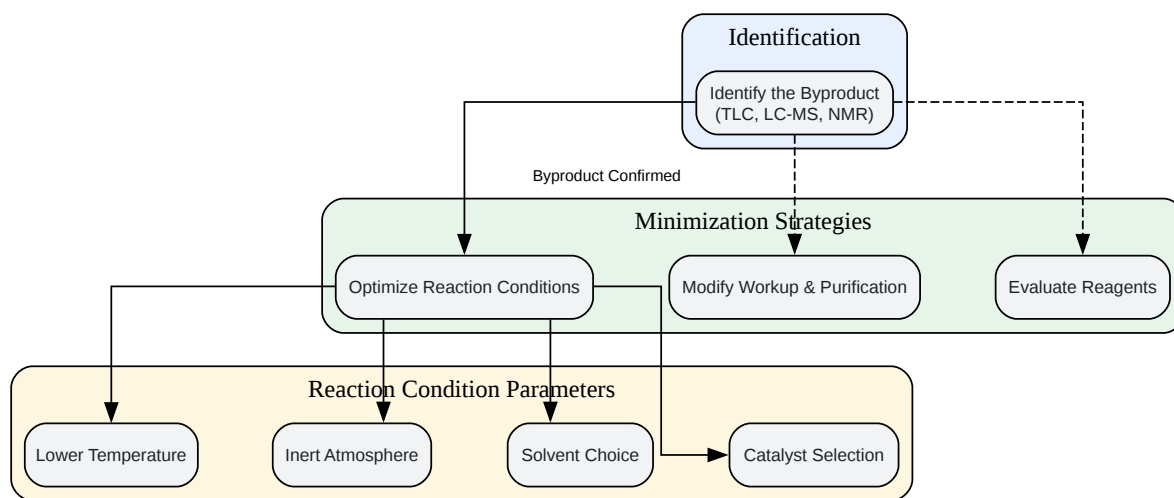 Identification
Identify the Byproduct
(TLC, LC-MS, NMR)
Byproduct Confirmed
Minimization Strategies
Optimize Reaction Conditions
Modify Workup & Purification
Evaluate Reagents
Reaction Condition Parameters
Lower Temperature
Inert Atmosphere
Solvent Choice
Catalyst Selection